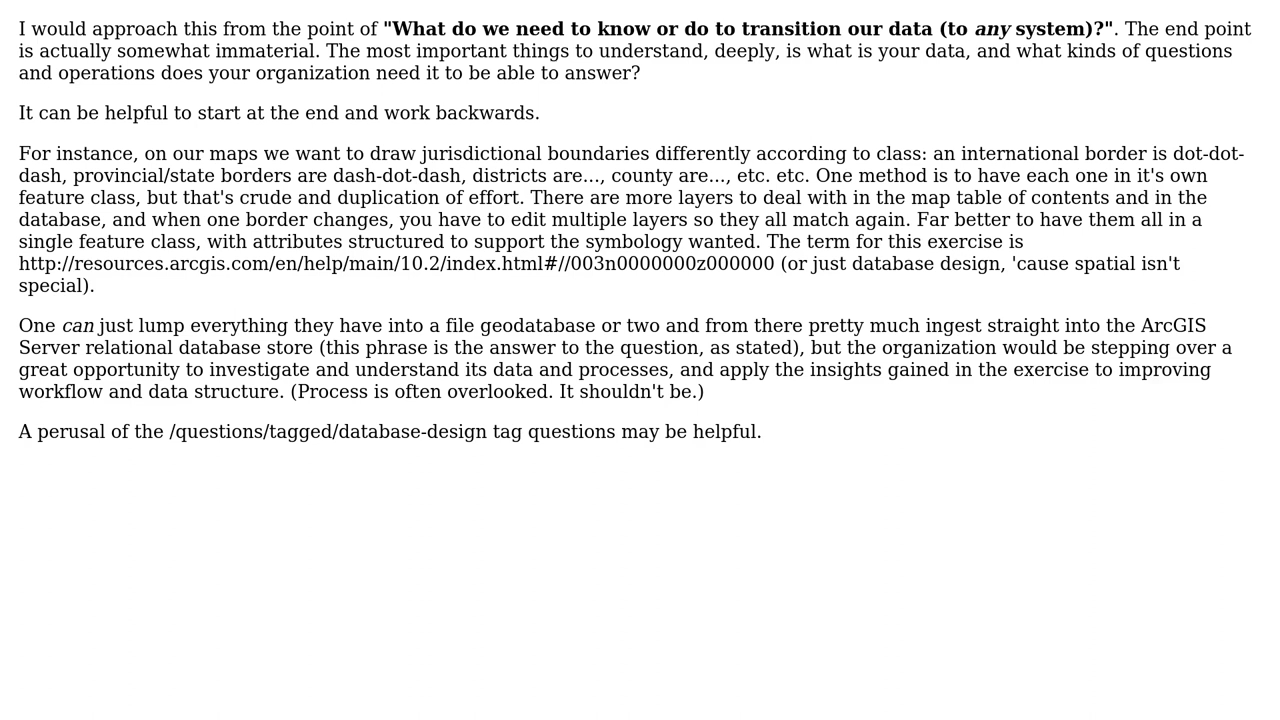 I would approach this from the point of "What do we need to know or do to transition our data (to any system)?". The end point
is actually somewhat immaterial. The most important things to understand, deeply, is what is your data, and what kinds of questions
and operations does your organization need it to be able to answer?
It can be helpful to start at the end and work backwards.
For instance, on our maps we want to draw jurisdictional boundaries differently according to class: an international border is dot-dot-
dash, provincial/state borders are dash-dot-dash, districts are..., county are..., etc. etc. One method is to have each one in it's own
feature class, but that's crude and duplication of effort. There are more layers to deal with in the map table of contents and in the
database, and when one border changes, you have to edit multiple layers so they all match again. Far better to have them all in a
single feature class, with attributes structured to support the symbology wanted. The term for this exercise is
http://resources.arcgis.com/en/help/main/10.2/index.html#//003n0000000z000000 (or just database design, 'cause spatial isn't
special).
One can just lump everything they have into a file geodatabase or two and from there pretty much ingest straight into the ArcGIS
Server relational database store (this phrase is the answer to the question, as stated), but the organization would be stepping over a
great opportunity to investigate and understand its data and processes, and apply the insights gained in the exercise to improving
workflow and data structure. (Process is often overlooked. It shouldn't be.)
A perusal of the /questions/tagged/database-design tag questions may be helpful.